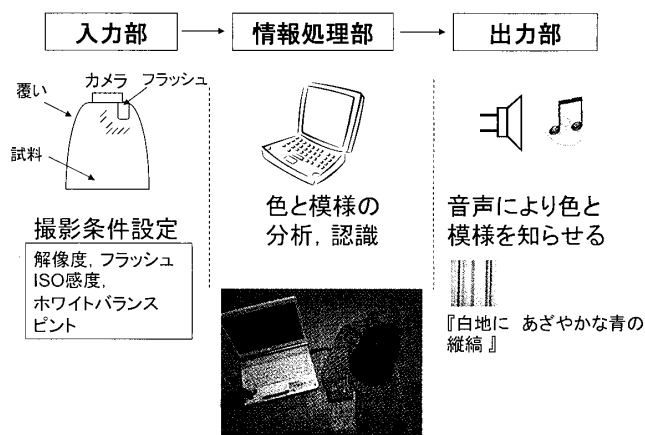 入力部
情報処理部
出力部
カメラ
フラッシュ
覆い
試料
撮影条件設定
解像度, フラッシュ
ISO感度,
ホワイトバランス
ピント
色と模様の
分析, 認識
音声により色と
模様を知らせる
『白地に あざやかな青の
縦縞』